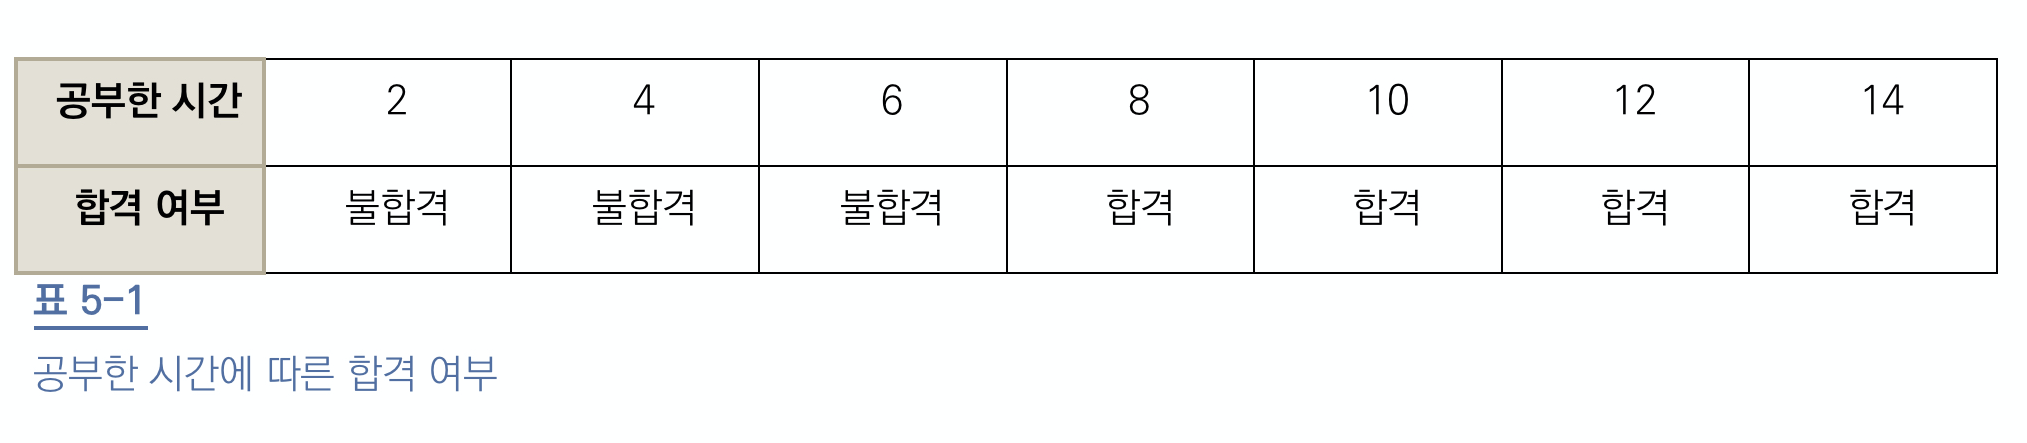 공부한 시간 2 4 6 8 10 12 14
합격 여부 불합격 불합격 불합격 합격 합격 합격 합격
표 5-1
공부한 시간에 따른 합격 여부